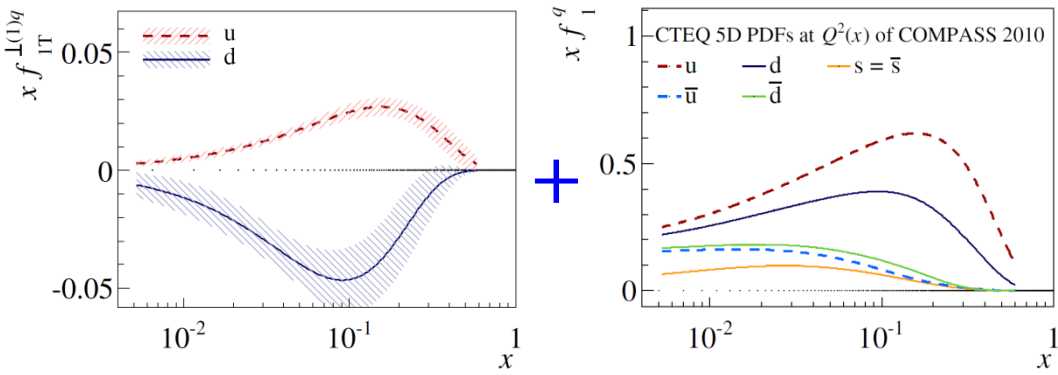 x f 1T ⊥(1)q
u
d
0.05
0
-0.05
10⁻²
10⁻¹
1
x
+
x f 1 q
1
CTEQ 5D PDFs at Q²(x) of COMPASS 2010
u d s = s̅
u̅ d̅
0.5
0
10⁻²
10⁻¹
1
x